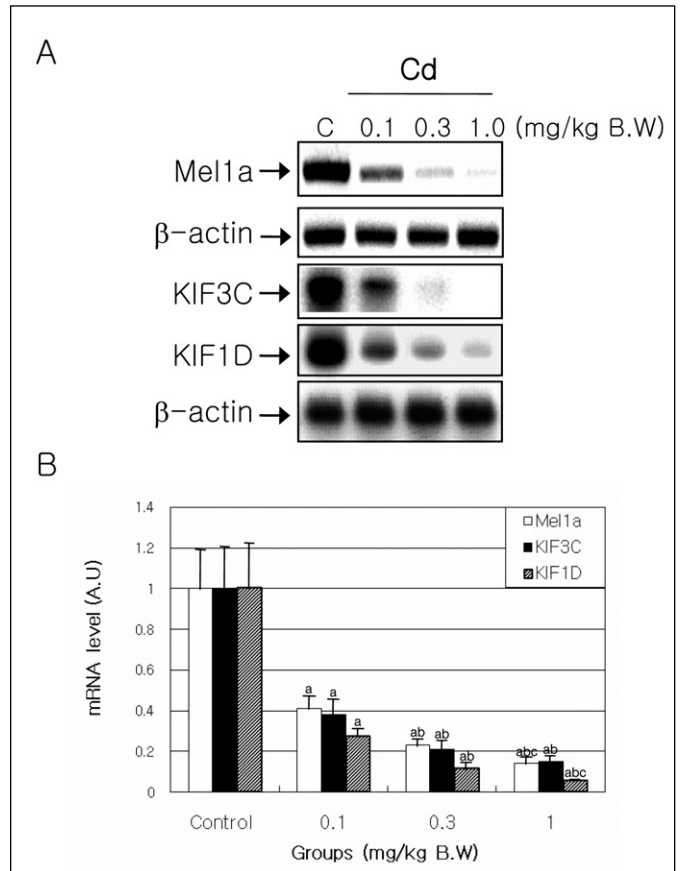 A
Cd
C 0.1 0.3 1.0 (mg/kg B.W)
Mel1a
β-actin
KIF3C
KIF1D
β-actin
B
mRNA level (A.U)
1.4
1.2
1
0.8
0.6
0.4
0.2
0
Mel1a
KIF3C
KIF1D
a a a
ab ab ab
abc ab abc
Control 0.1 0.3 1
Groups (mg/kg B.W)